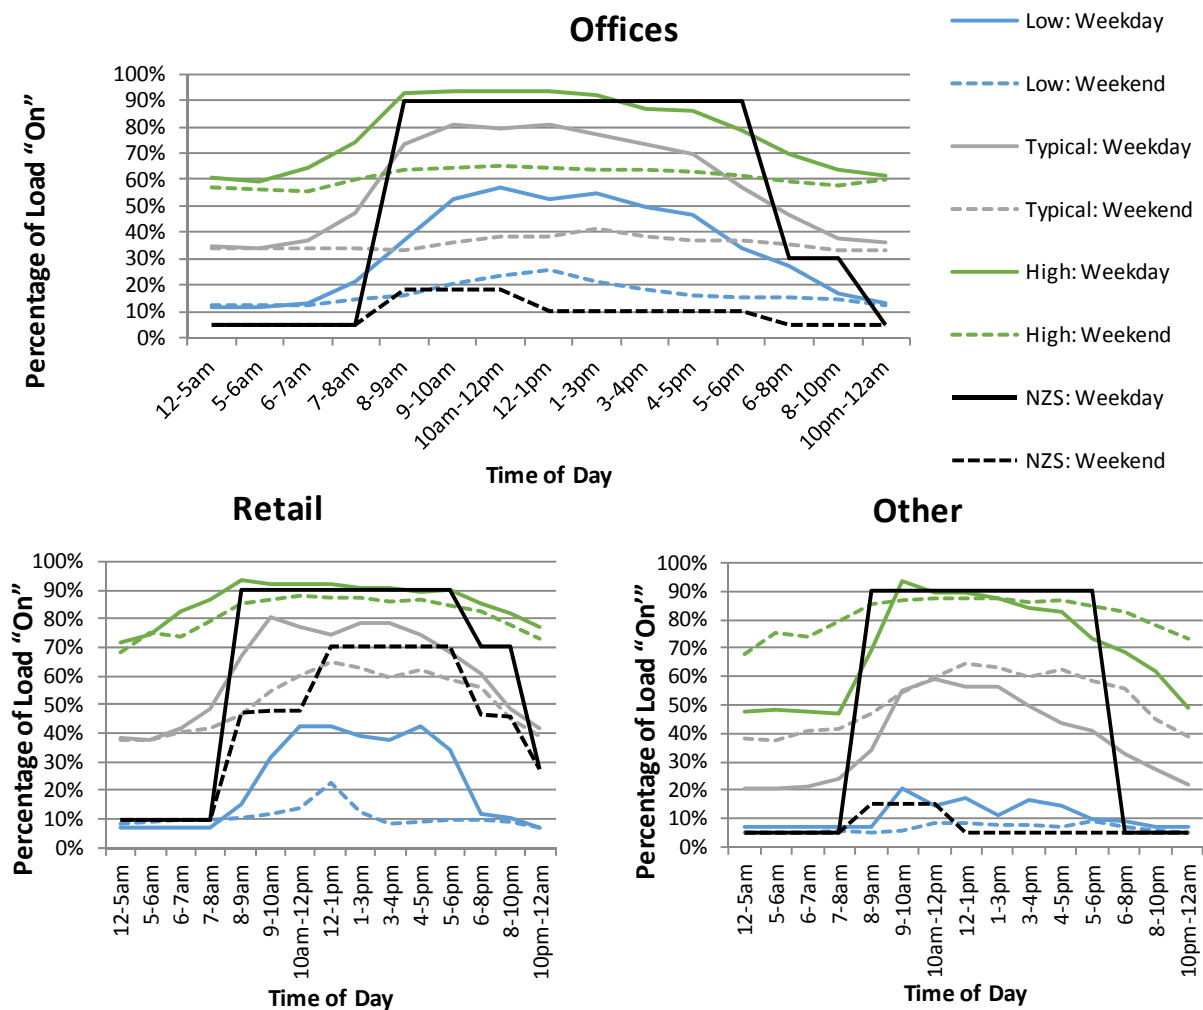 Offices
Percentage of Load "On"
100%
90%
80%
70%
60%
50%
40%
30%
20%
10%
0%
12-5am
5-6am
6-7am
7-8am
8-9am
9-10am
10am-12pm
12-1pm
1-3pm
3-4pm
4-5pm
5-6pm
6-8pm
8-10pm
10pm-12am
Time of Day
Low: Weekday
Low: Weekend
Typical: Weekday
Typical: Weekend
High: Weekday
High: Weekend
NZS: Weekday
NZS: Weekend
Retail
Percentage of Load "On"
100%
90%
80%
70%
60%
50%
40%
30%
20%
10%
0%
12-5am
5-6am
6-7am
7-8am
8-9am
9-10am
10am-12pm
12-1pm
1-3pm
3-4pm
4-5pm
5-6pm
6-8pm
8-10pm
10pm-12am
Time of Day
Other
Percentage of Load "On'"
100%
90%
80%
70%
60%
50%
40%
30%
20%
10%
0%
12-5am
5-6am
6-7am
7-8am
8-9am
9-10am
10am-12pm
12-1pm
1-3pm
3-4pm
4-5pm
5-6pm
6-8pm
8-10pm
10pm-12am
Time of Day